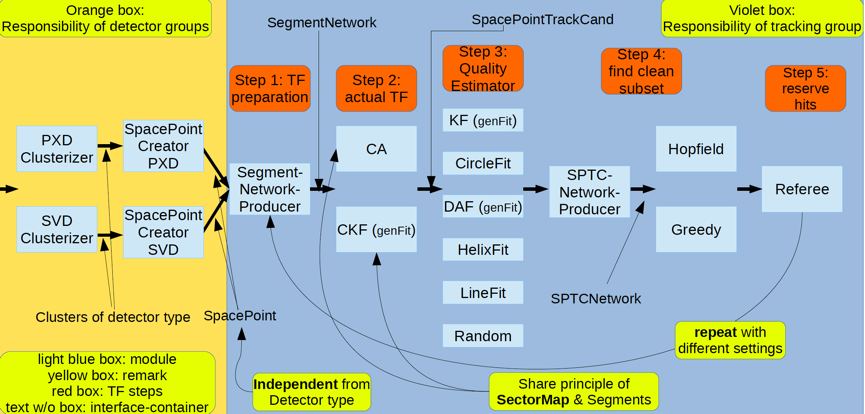 Orange box:
Responsibility of detector groups
SegmentNetwork
SpacePointTrackCand
Violet box:
Responsibility of tracking group
Step 1: TF
preparation
Step 2:
actual TF
Step 3:
Quality
Estimator
Step 4:
find clean
subset
Step 5:
reserve
hits
PXD
Clusterizer
SpacePoint
Creator
PXD
SVD
Clusterizer
SpacePoint
Creator
SVD
Segment-
Network-
Producer
CA
CKF (genFit)
KF (genFit)
CircleFit
DAF (genFit)
HelixFit
LineFit
Random
SPTC-
Network-
Producer
Hopfield
Greedy
Referee
Clusters of detector type
SpacePoint
SPTCNetwork
repeat with
different settings
light blue box: module
yellow box: remark
red box: TF steps
text w/o box: interface-container
Independent from
Detector type
Share principle of
SectorMap & Segments